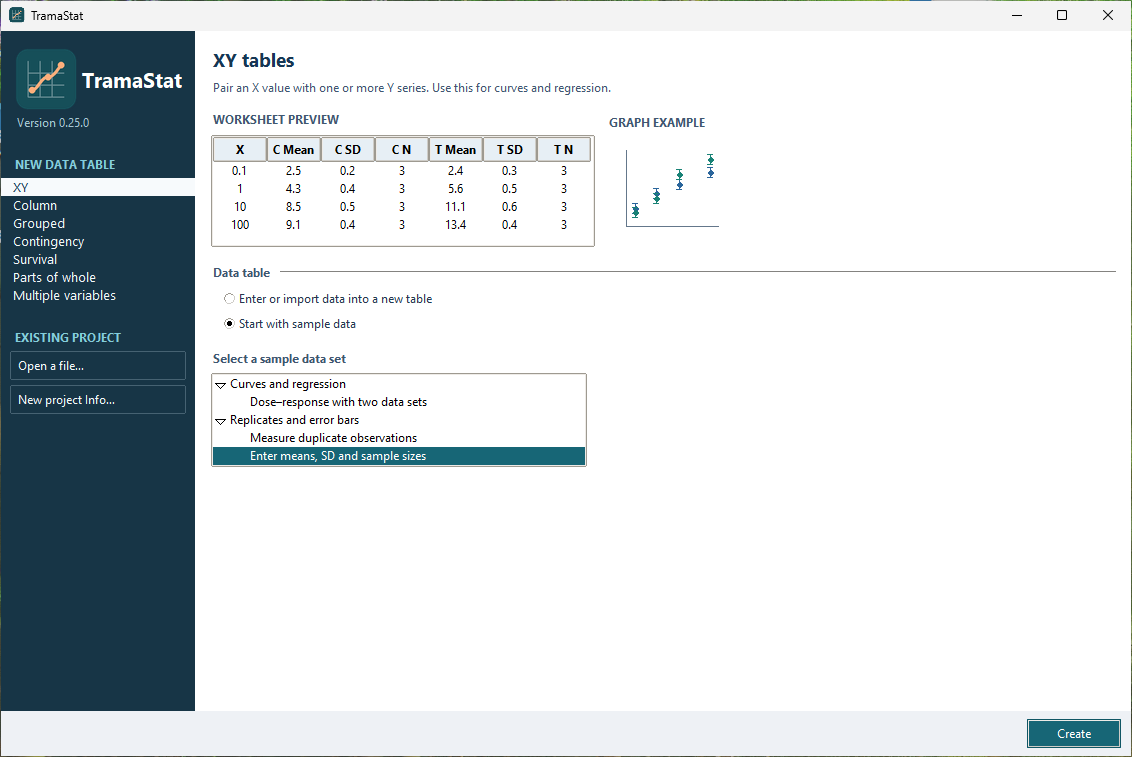 TramaStat
TramaStat
Version 0.25.0
NEW DATA TABLE
XY
Column
Grouped
Contingency
Survival
Parts of whole
Multiple variables
EXISTING PROJECT
Open a file...
New project Info...
XY tables
Pair an X value with one or more Y series. Use this for curves and regression.
WORKSHEET PREVIEW
X C Mean C SD C N T Mean T SD T N
0.1 2.5 0.2 3 2.4 0.3 3
1 4.3 0.4 3 5.6 0.5 3
10 8.5 0.5 3 11.1 0.6 3
100 9.1 0.4 3 13.4 0.4 3
GRAPH EXAMPLE
Data table
Enter or import data into a new table
Start with sample data
Select a sample data set
Curves and regression
Dose–response with two data sets
Replicates and error bars
Measure duplicate observations
Enter means, SD and sample sizes
Create